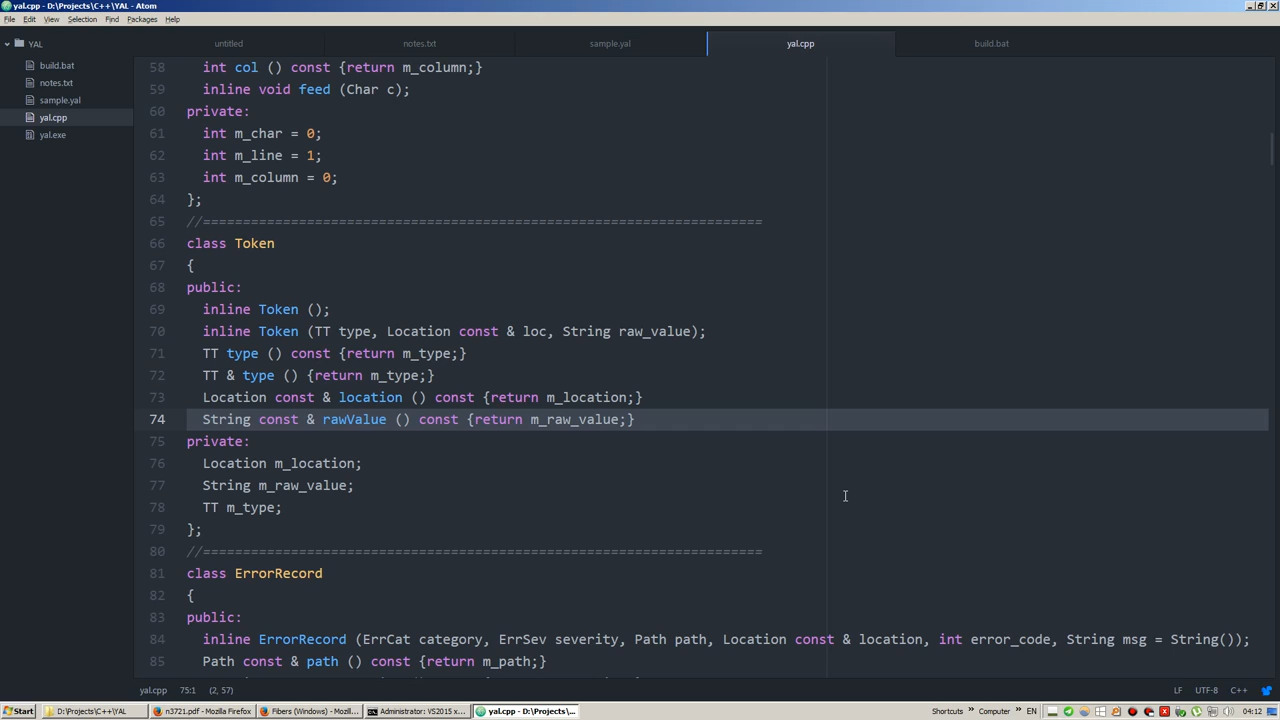 yal.cpp - D:\Projects\C++\YAL - Atom
File Edit View Selection Find Packages Help
YAL
build.bat
notes.txt
sample.yal
yal.cpp
yal.exe
untitled notes.txt sample.yal yal.cpp build.bat
58 int col () const {return m_column;}
59 inline void feed (Char c);
60 private:
61 int m_char = 0;
62 int m_line = 1;
63 int m_column = 0;
64 };
65 //======================================================================
66 class Token
67 {
68 public:
69 inline Token ();
70 inline Token (TT type, Location const & loc, String raw_value);
71 TT type () const {return m_type;}
72 TT & type () {return m_type;}
73 Location const & location () const {return m_location;}
74 String const & rawValue () const {return m_raw_value;}
75 private:
76 Location m_location;
77 String m_raw_value;
78 TT m_type;
79 };
80 //======================================================================
81 class ErrorRecord
82 {
83 public:
84 inline ErrorRecord (ErrCat category, ErrSev severity, Path path, Location const & location, int error_code, String msg = String());
85 Path const & path () const {return m_path;}
yal.cpp 75:1 (2, 57) LF UTF-8 C++
Start D:\Projects\C++\YAL n3721.pdf - Mozilla Firefox Fibers (Windows) - Mozill... Administrator: VS2015 x... yal.cpp - D:\Projects\... Shortcuts » Computer » EN 04:12